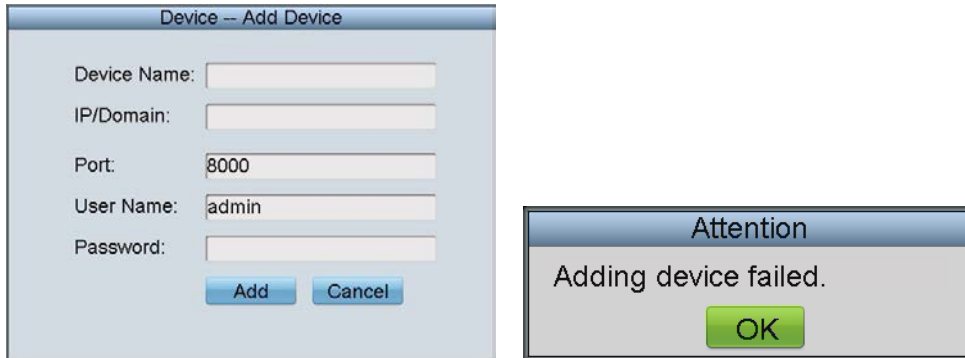 Device -- Add Device
Device Name:
IP/Domain:
Port: 8000
User Name: admin
Password:
Add Cancel
Attention
Adding device failed.
OK